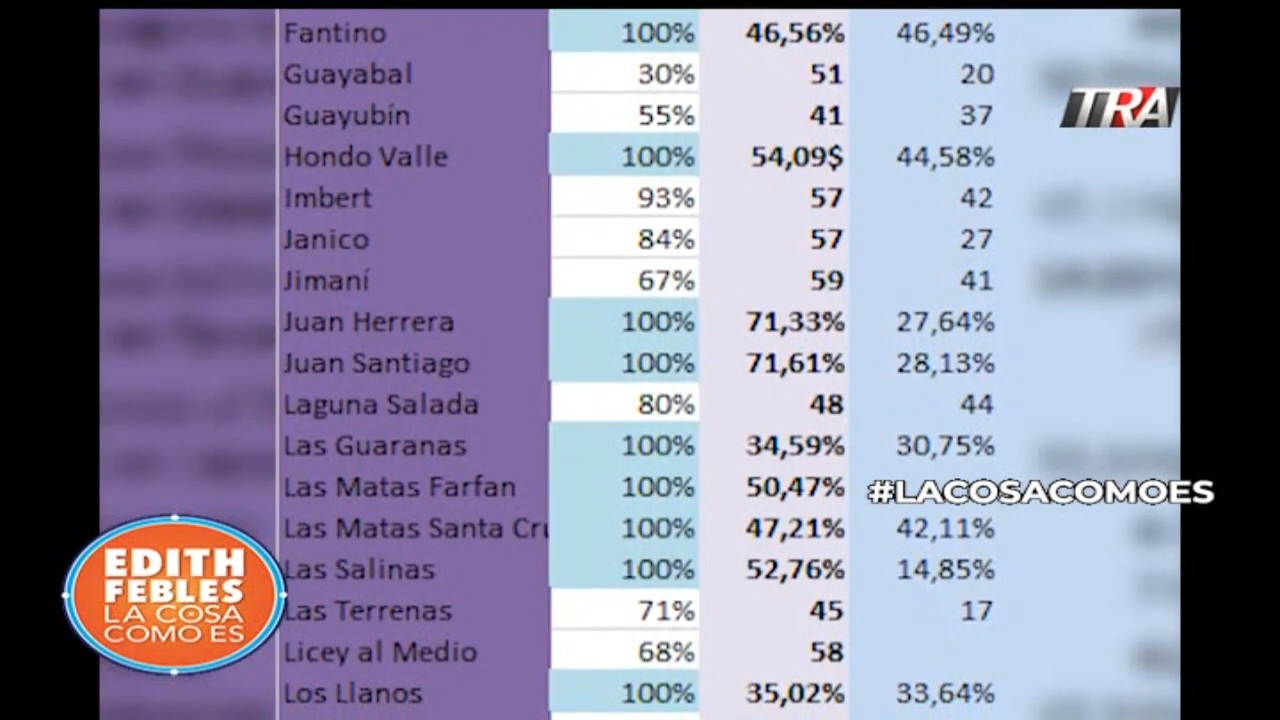 Fantino 100% 46,56% 46,49%
Guayabal 30% 51 20
TRA
Guayubín 55% 41 37
Hondo Valle 100% 54,09$ 44,58%
Imbert 93% 57 42
Janico 84% 57 27
Jimaní 67% 59 41
Juan Herrera 100% 71,33% 27,64%
Juan Santiago 100% 71,61% 28,13%
Laguna Salada 80% 48 44
Las Guaranas 100% 34,59% 30,75%
Las Matas Farfan 100% 50,47%
#LACOSACOMOES
Las Matas Santa Cru 100% 47,21% 42,11%
Las Salinas 100% 52,76% 14,85%
Las Terrenas 71% 45 17
Licey al Medio 68% 58
Los Llanos 100% 35,02% 33,64%
EDITH
FEBLES
LA COSA
COMO ES